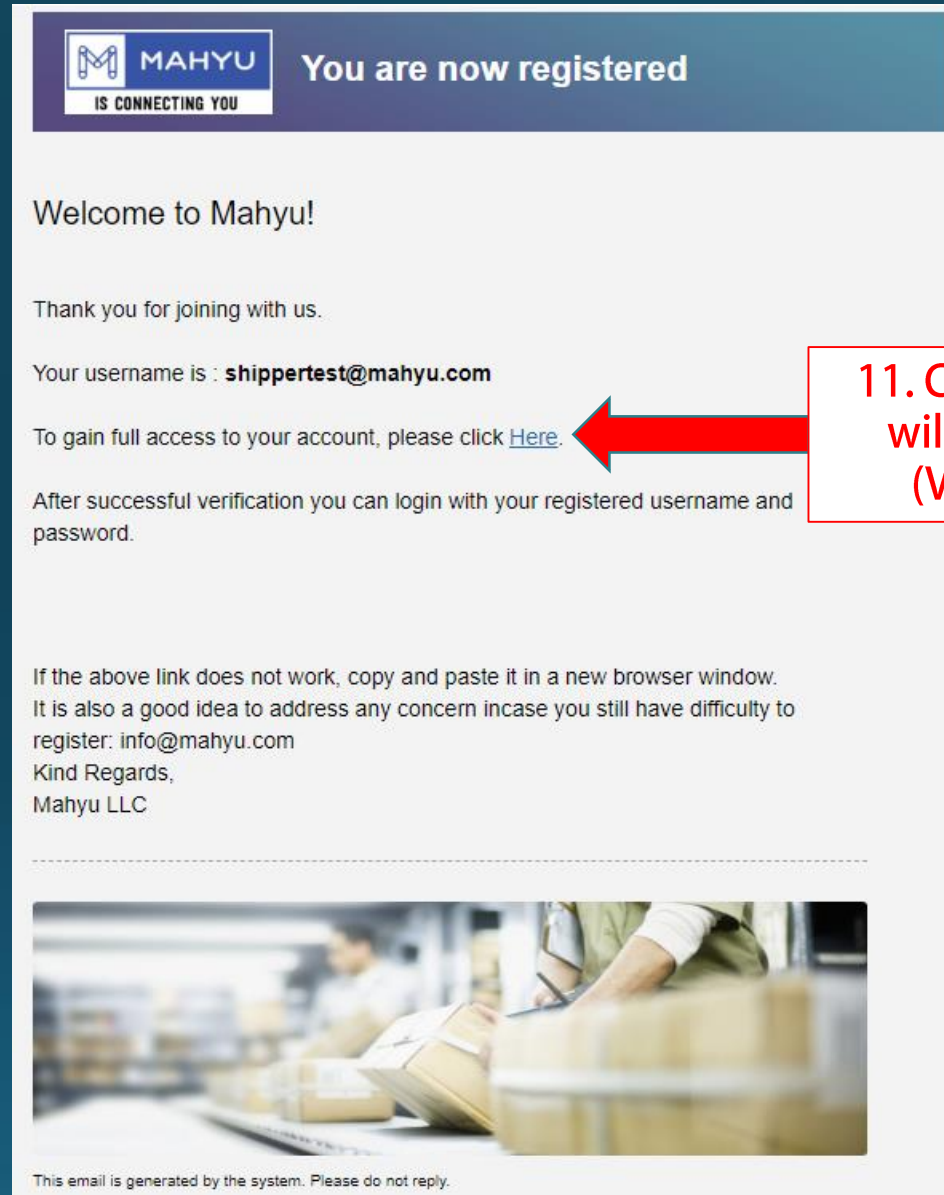 MAHYU
IS CONNECTING YOU
You are now registered
Welcome to Mahyu!
Thank you for joining with us.
Your username is : shippertest@mahyu.com
To gain full access to your account, please click Here.
After successful verification you can login with your registered username and
password.
11.
If the above link does not work, copy and paste it in a new browser window.
It is also a good idea to address any concern incase you still have difficulty to
register: info@mahyu.com
Kind Regards,
Mahyu LLC
This email is generated by the system. Please do not reply.